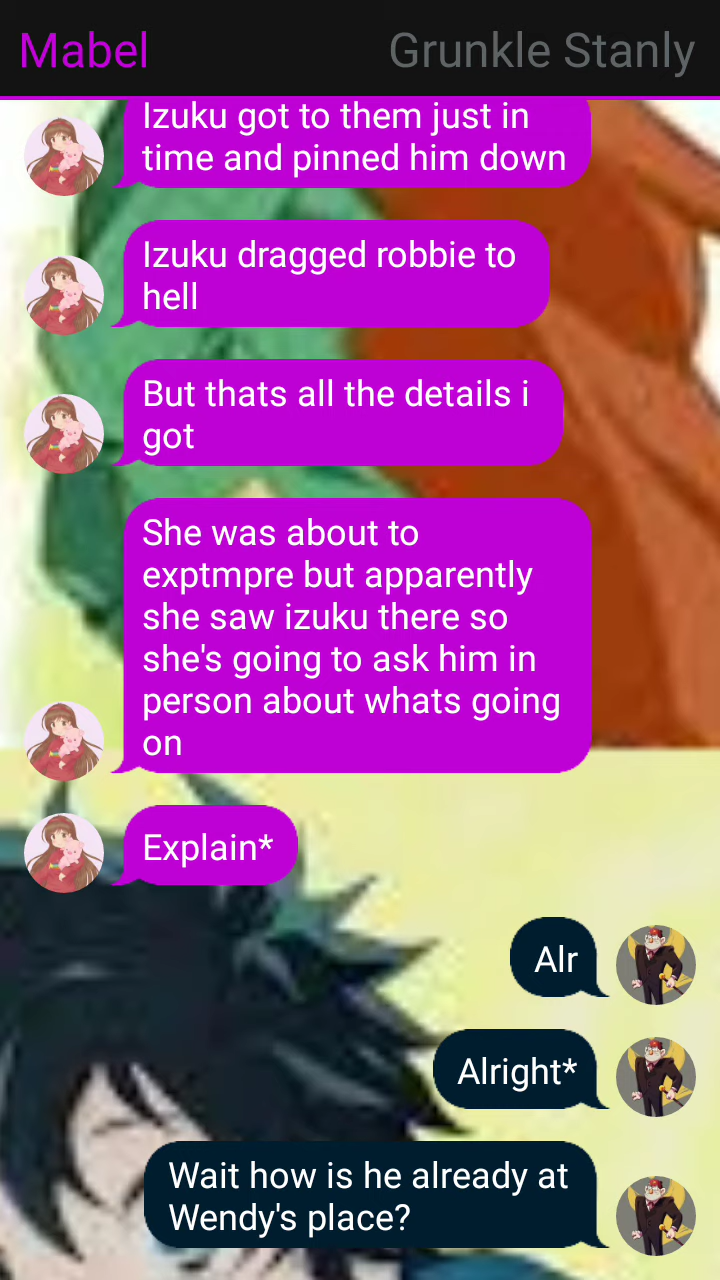 Mabel
Grunkle Stanly
Izuku got to them just in
time and pinned him down
Izuku dragged robbie to
hell
But thats all the details i
got
She was about to
exptmpre but apparently
she saw izuku there so
she's going to ask him in
person about whats going
on
Explain*
Alr
Alright*
Wait how is he already at
Wendy's place?